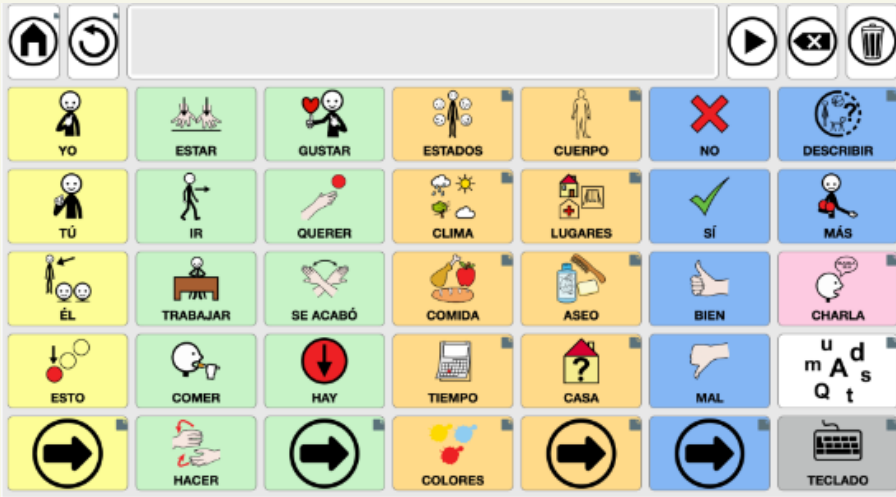 YO ESTAR GUSTAR ESTADOS CUERPO NO DESCRIBIR
TÚ IR QUERER CLIMA LUGARES SÍ MÁS
ÉL TRABAJAR SE ACABÓ COMIDA ASEO BIEN CHARLA
u
m A d
s
Q t
ESTO COMER HAY TIEMPO CASA MAL
HACER COLORES TECLADO